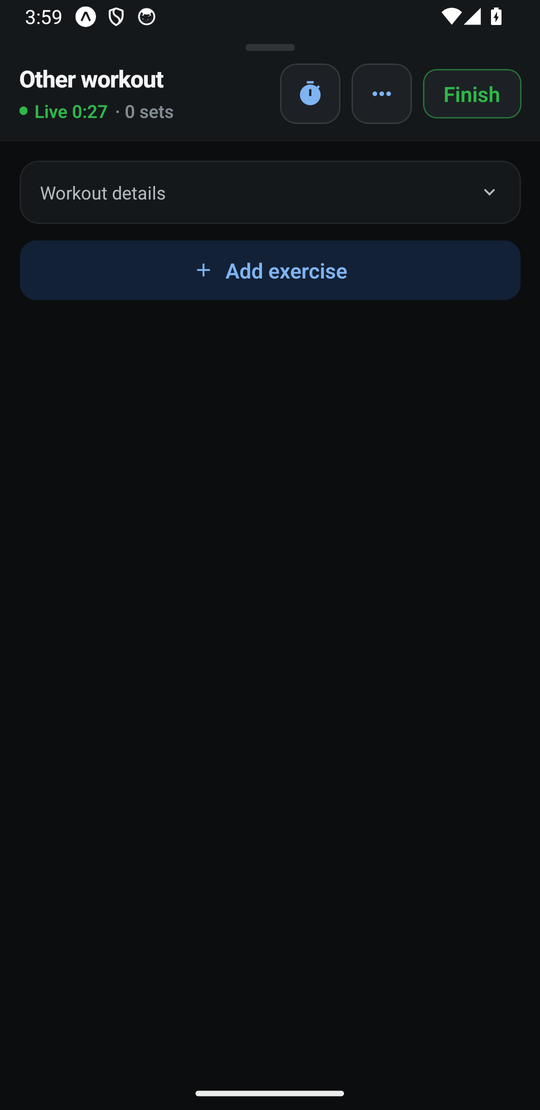 3:59
Other workout
Live 0:27 · 0 sets
Finish
Workout details
+ Add exercise